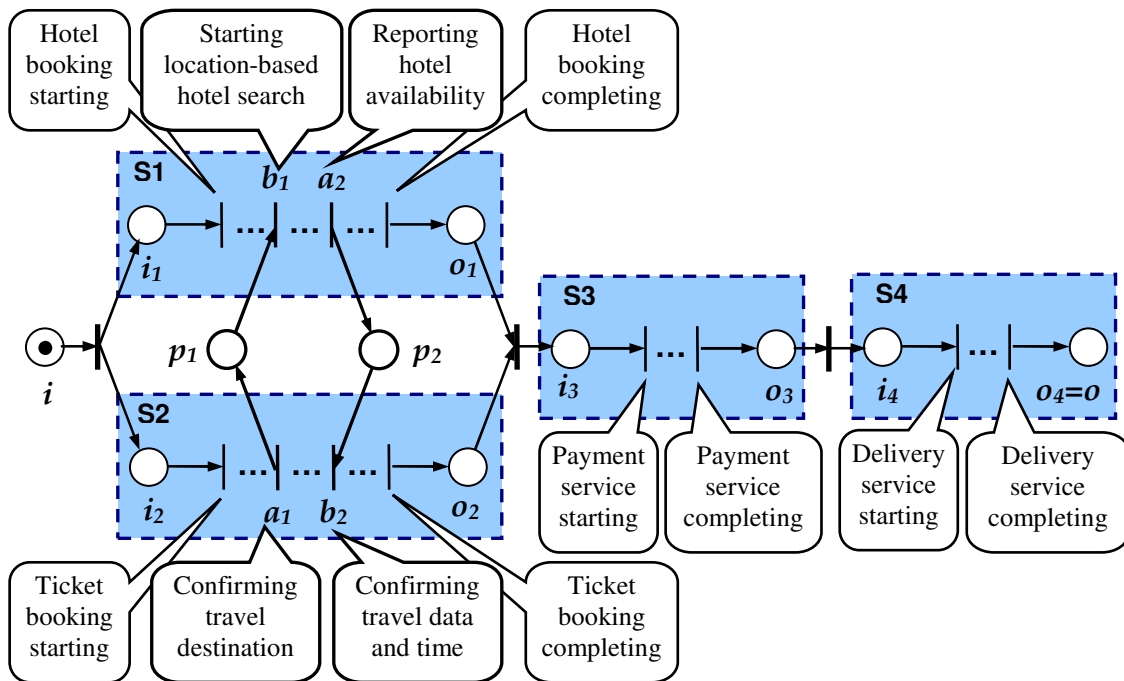 Hotel
booking
starting
Starting
location-based
hotel search
Reporting
hotel
availability
Hotel
booking
completing
S1
b1 a2
... ... ...
i1
o1
i
p1
p2
S3
...
i3
o3
S4
...
i4
o4=o
S2
... ... ...
i2
a1 b2
o2
Payment
service
starting
Payment
service
completing
Delivery
service
starting
Delivery
service
completing
Ticket
booking
starting
Confirming
travel
destination
Confirming
travel data
and time
Ticket
booking
completing